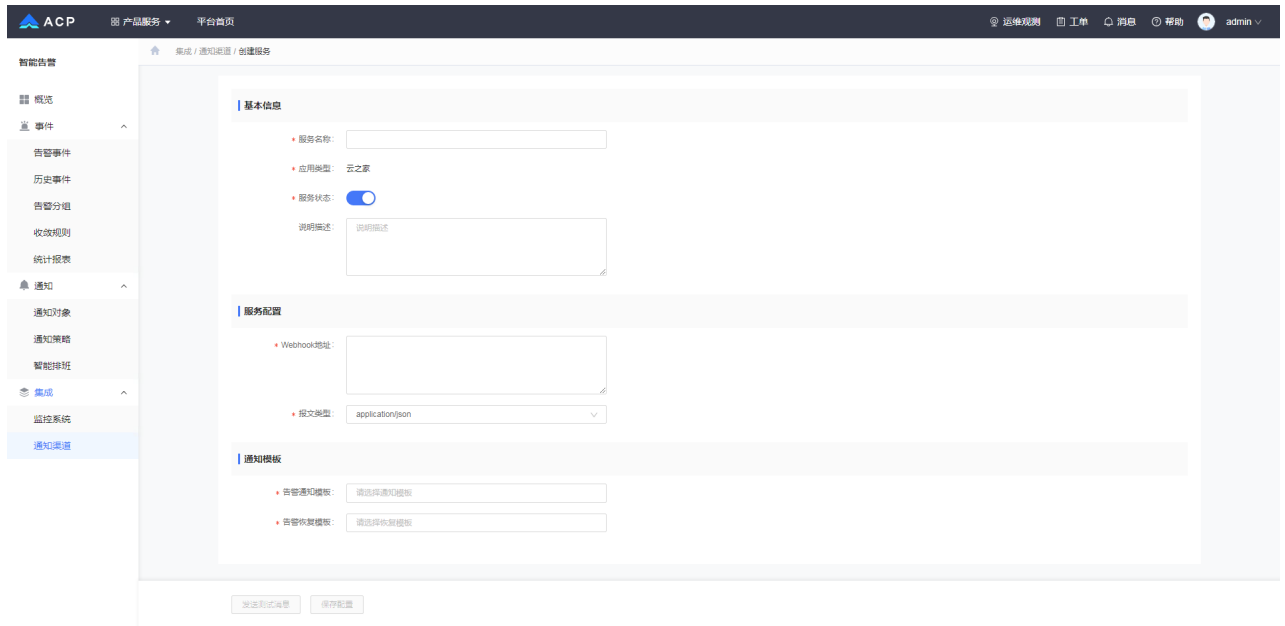 ACP 产品服务 平台首页 运维观测 工单 消息 帮助 admin
智能告警
概览
事件
告警事件
历史事件
告警分组
收敛规则
统计报表
通知
通知对象
通知策略
智能排班
集成
监控系统
通知渠道
集成 / 通知渠道 / 创建服务
基本信息
* 服务名称:
* 应用类型: 云之家
* 服务状态:
说明描述: 说明描述
服务配置
* Webhook地址:
* 报文类型: application/json
通知模板
* 告警通知模板: 请选择通知模板
* 告警恢复模板: 请选择恢复模板
发送测试消息 保存配置